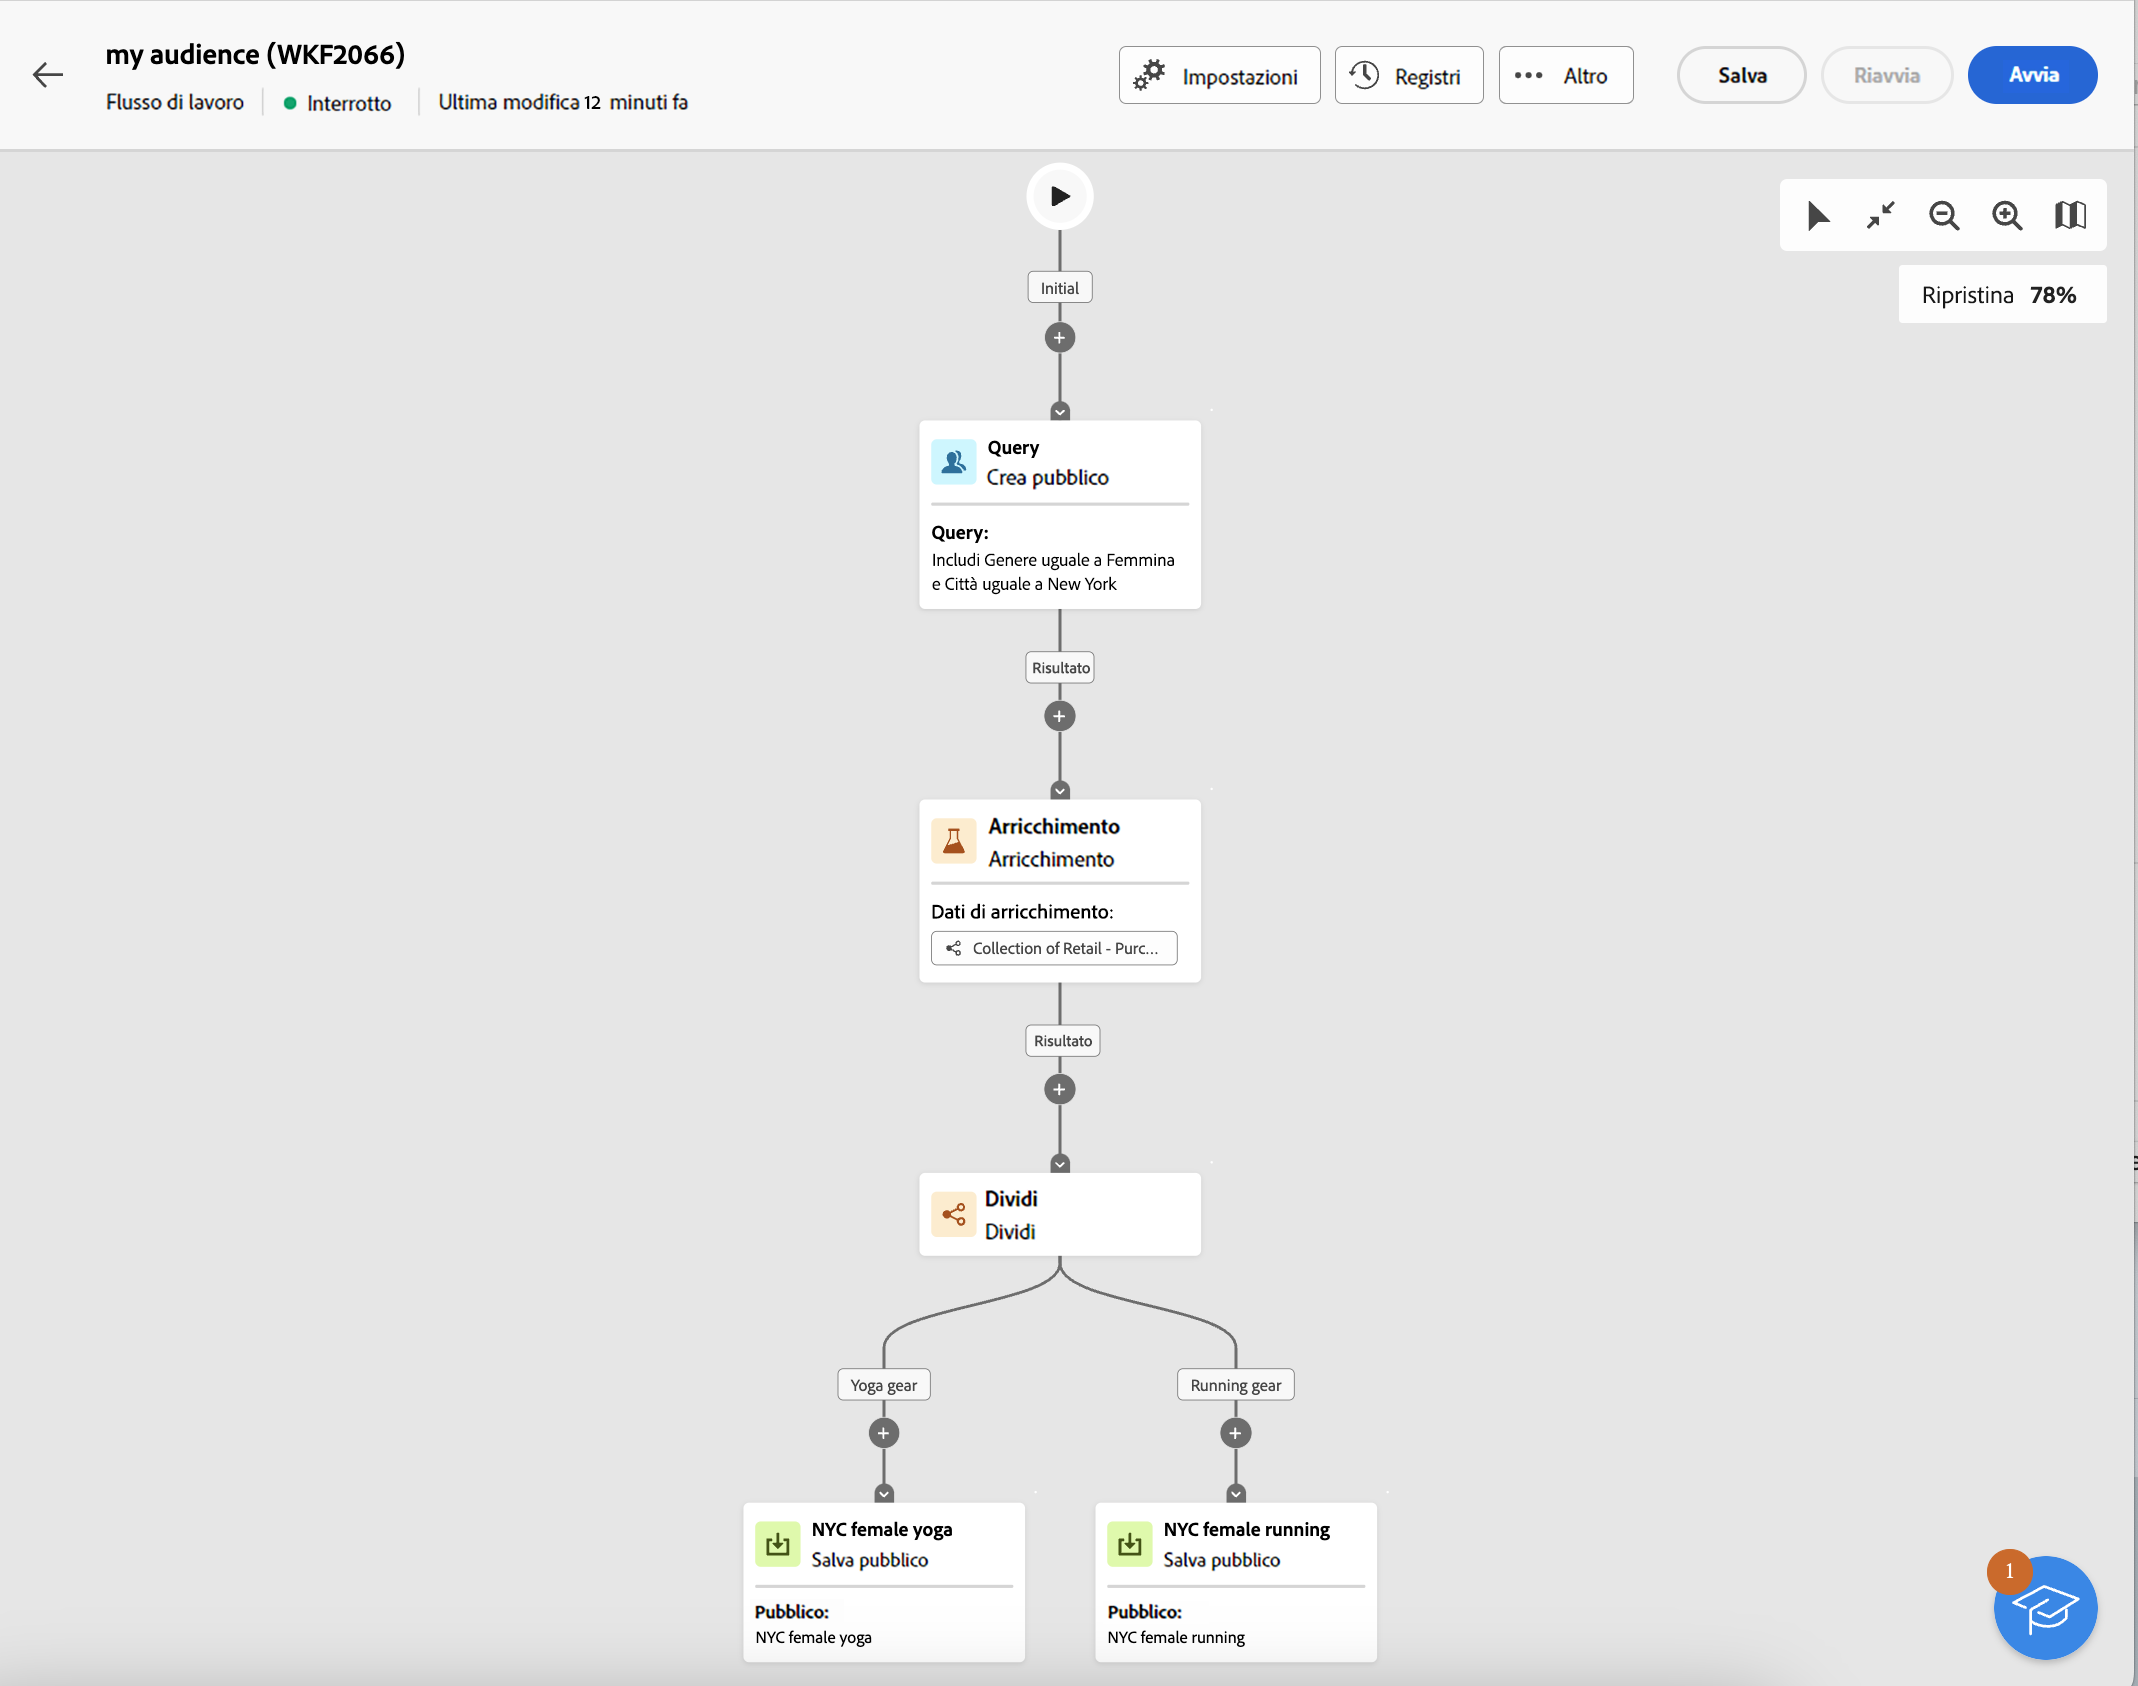 my audience (WKF2066)
Flusso di lavoro
Interrotto
Ultima modifica 12 minuti fa
Impostazioni
Registri
Altro
Salva
Riavvia
Avvia
Ripristina 78%
Initial
Query
Crea pubblico
Query:
Includi Genere uguale a Femmina
e Città uguale a New York
Risultato
Arricchimento
Arricchimento
Dati di arricchimento:
Collection of Retail - Purc...
Risultato
Dividi
Dividi
Yoga gear
Running gear
NYC female yoga
Salva pubblico
Pubblico:
NYC female yoga
NYC female running
Salva pubblico
Pubblico:
NYC female running
1